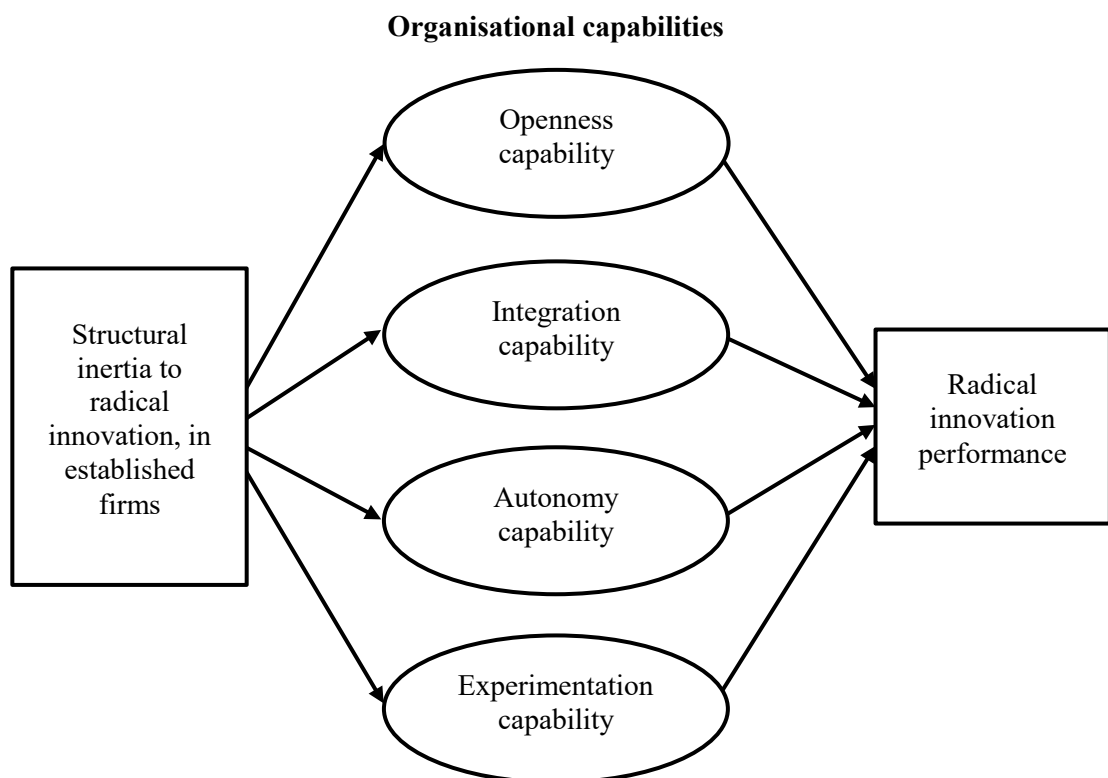 Organisational capabilities
Openness
capability
Structural
inertia to
radical
innovation, in
established
firms
Integration
capability
Autonomy
capability
Experimentation
capability
Radical
innovation
performance